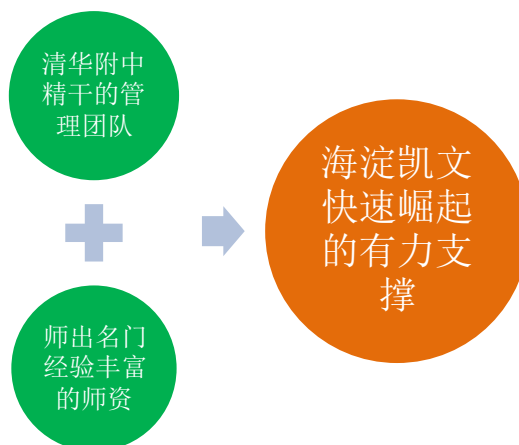 清华附中
精干的管
理团队
师出名门
经验丰富
的师资
海淀凯文
快速崛起
的有力支
撑